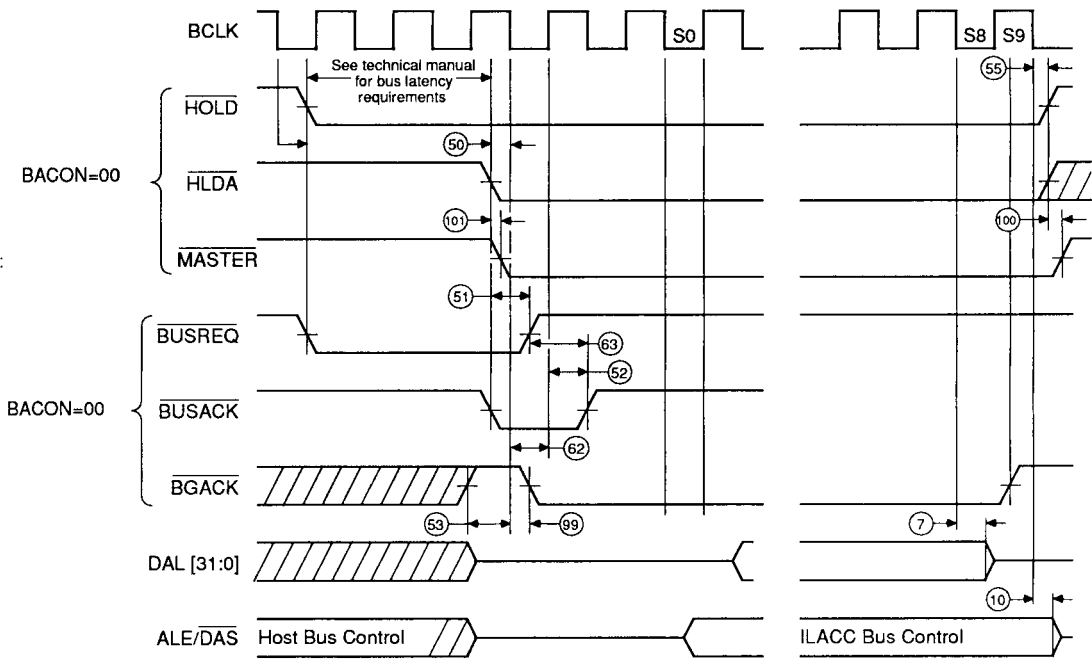 BCLK
S0
S8
S9
See technical manual
for bus latency
requirements
55
HOLD
50
BACON=00
HLDA
101
100
:
MASTER
51
BUSREQ
63
52
BACON=00
BUSACK
62
BGACK
53
99
7
DAL [31:0]
10
ALE/DAS
Host Bus Control
ILACC Bus Control